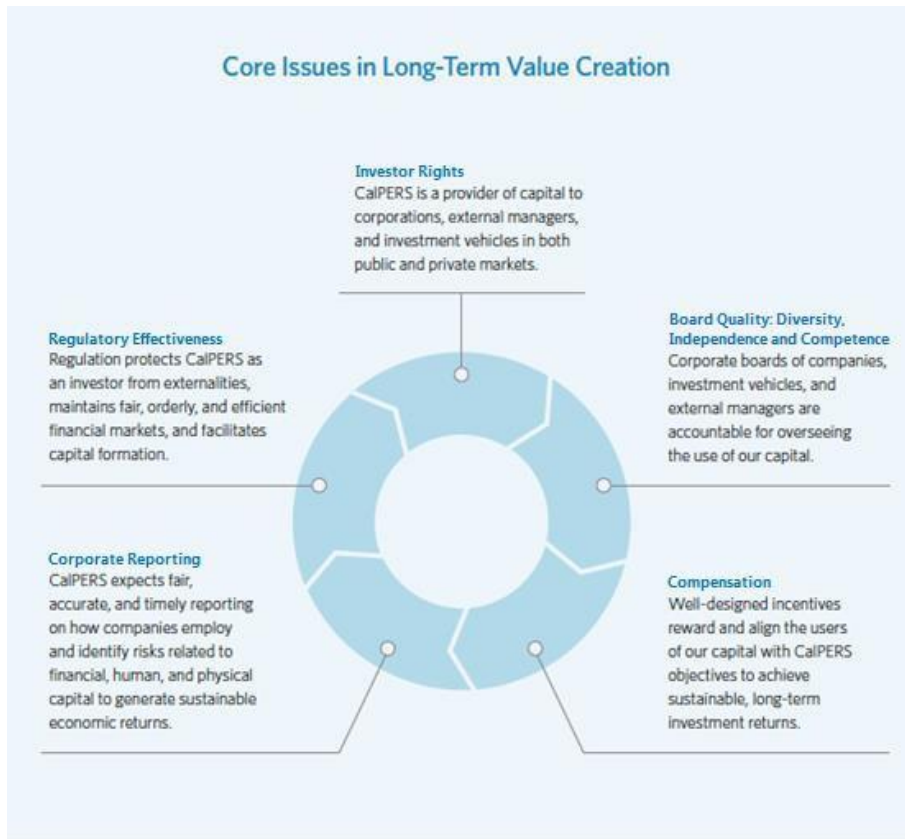 Core Issues in Long-Term Value Creation
Investor Rights
CalPERS is a provider of capital to
corporations, external managers,
and investment vehicles in both
public and private markets.
Board Quality: Diversity,
Independence and Competence
Corporate boards of companies,
investment vehicles, and
external managers are
accountable for overseeing
the use of our capital.
Compensation
Well-designed incentives
reward and align the users
of our capital with CalPERS
objectives to achieve
sustainable, long-term
investment returns.
Corporate Reporting
CalPERS expects fair,
accurate, and timely reporting
on how companies employ
and identify risks related to
financial, human, and physical
capital to generate sustainable
economic returns.
Regulatory Effectiveness
Regulation protects CalPERS as
an investor from externalities,
maintains fair, orderly, and efficient
financial markets, and facilitates
capital formation.